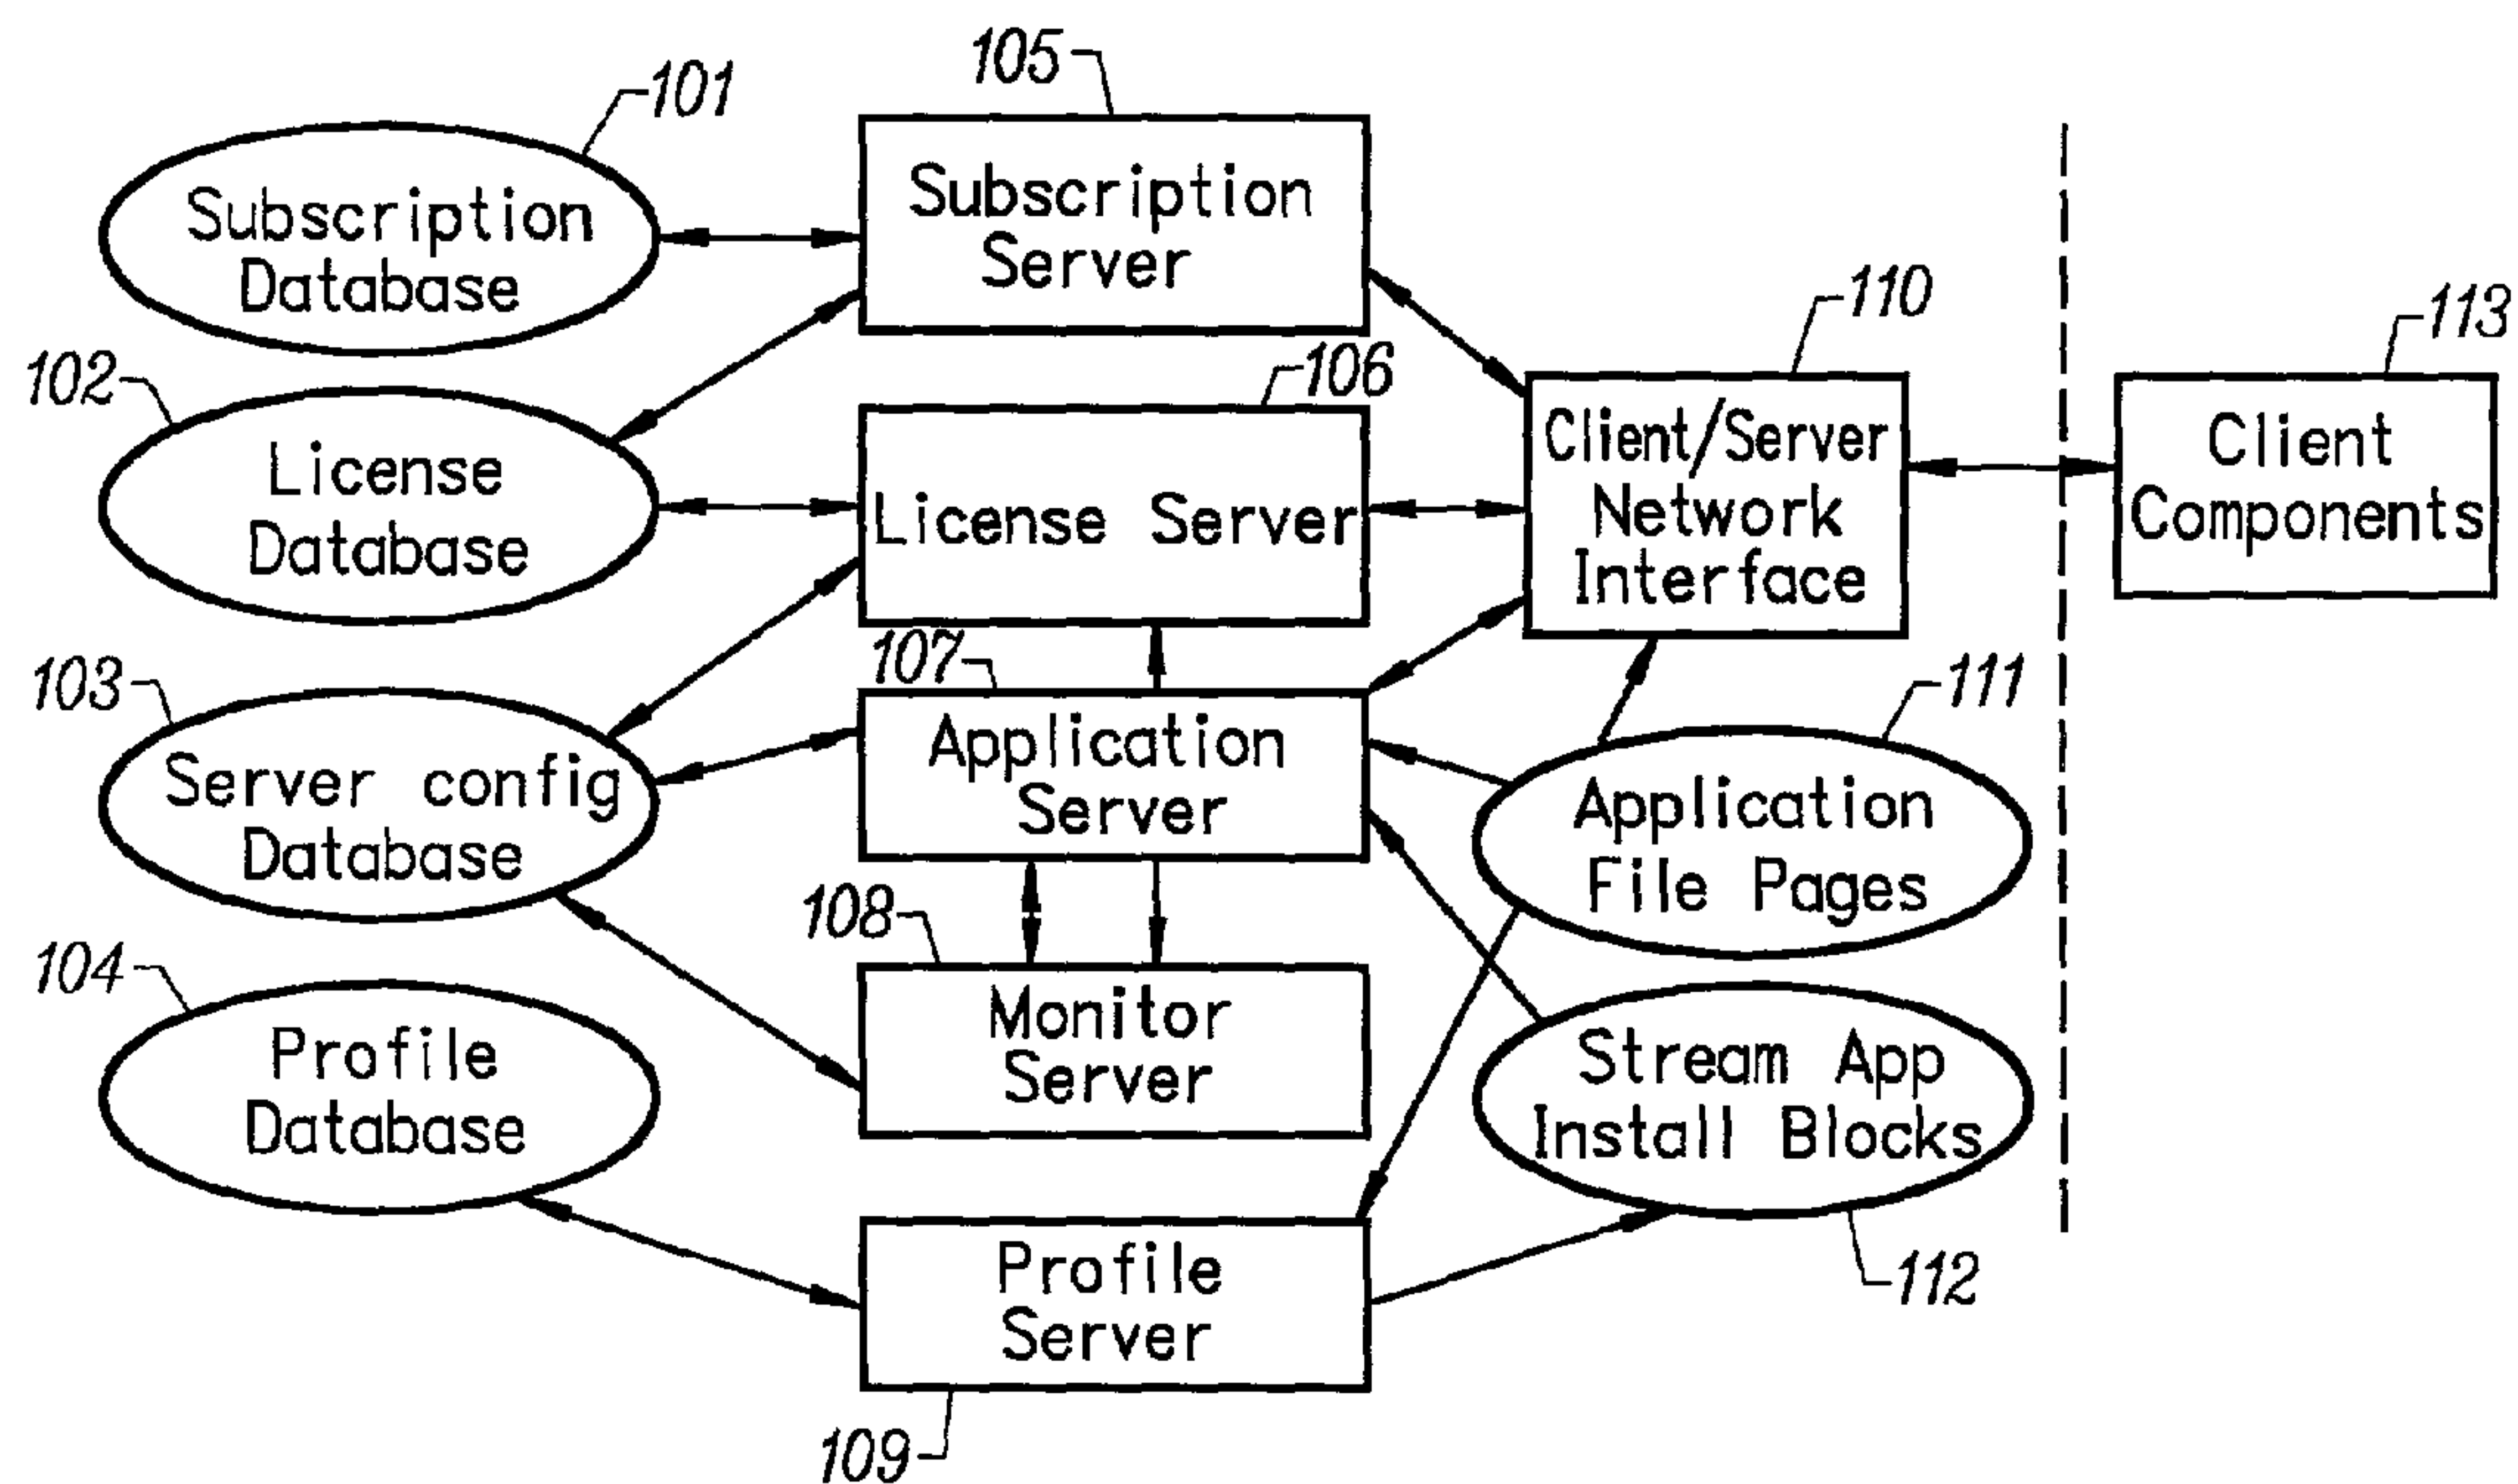 105
101
Subscription
Database
Subscription
Server
110
113
102
106
License
Database
License Server
Client/Server
Network
Interface
Client
Components
103
107
111
Server config
Database
Application
Server
Application
File Pages
104
108
Profile
Database
Monitor
Server
Stream App
Install Blocks
Profile
Server
112
109